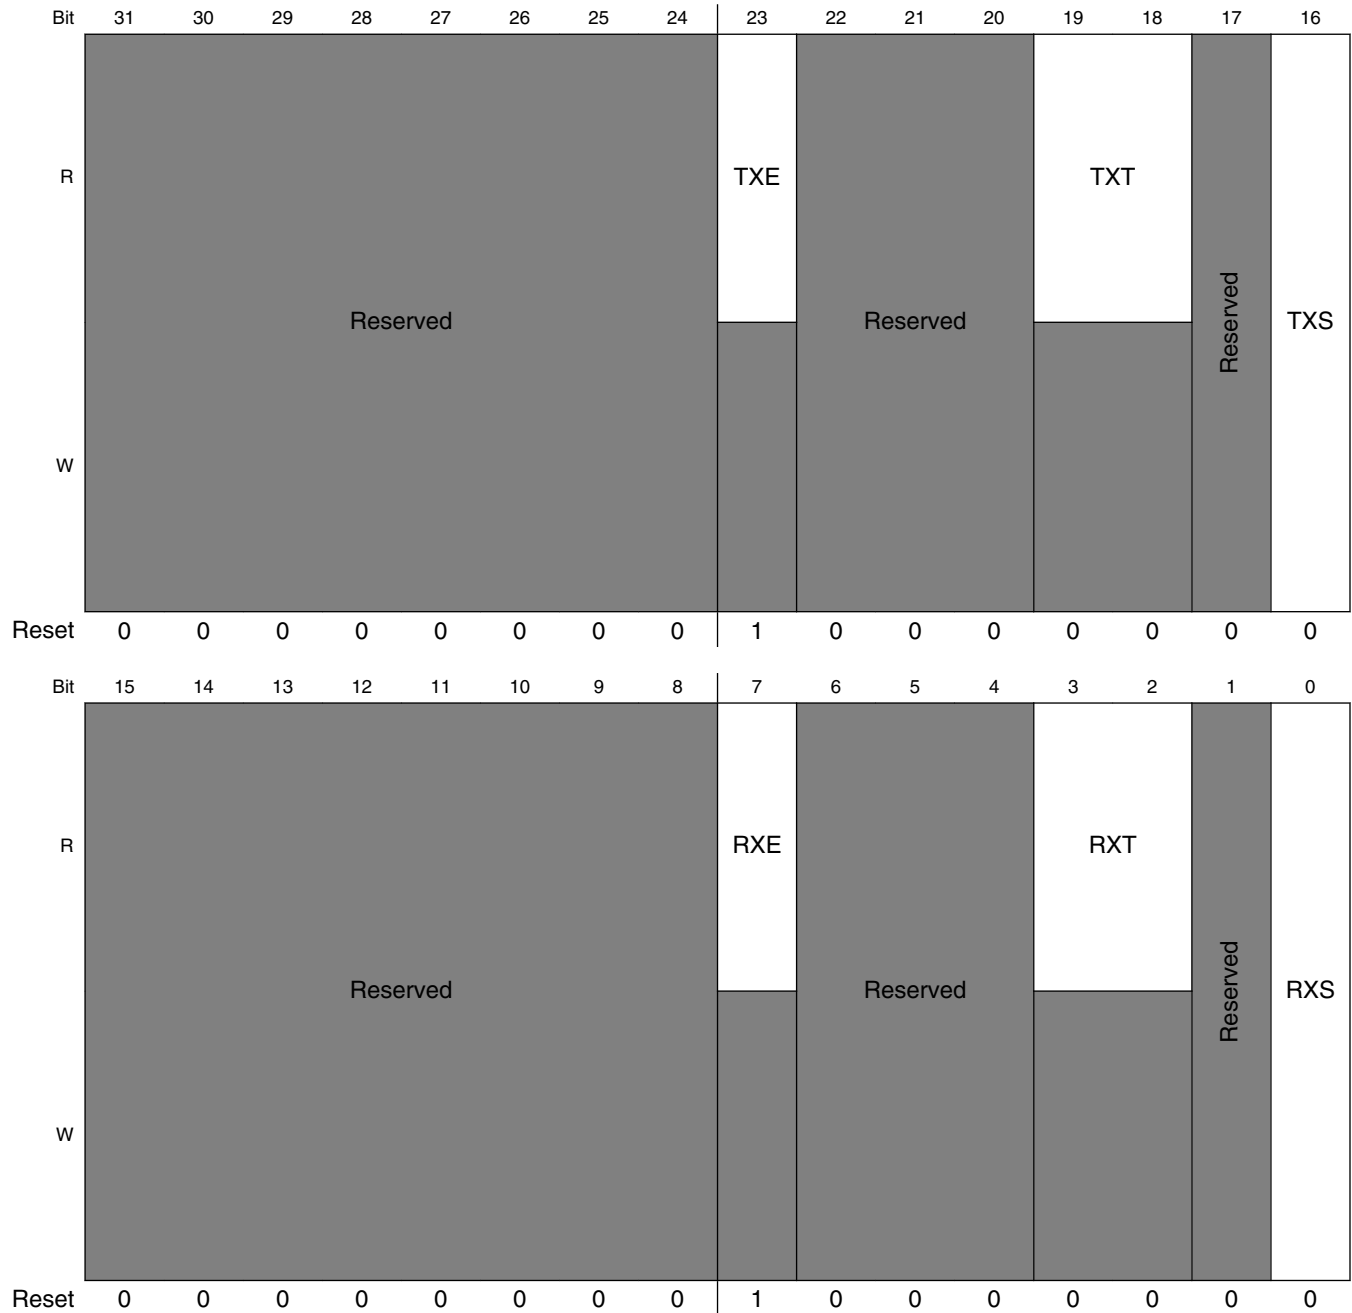 Bit 31 30 29 28 27 26 25 24 23 22 21 20 19 18 17 16
R TXE TXT
Reserved Reserved Reserved TXS
W
Reset 0 0 0 0 0 0 0 0 1 0 0 0 0 0 0 0
Bit 15 14 13 12 11 10 9 8 7 6 5 4 3 2 1 0
R RXE RXT
Reserved Reserved Reserved RXS
W
Reset 0 0 0 0 0 0 0 0 1 0 0 0 0 0 0 0